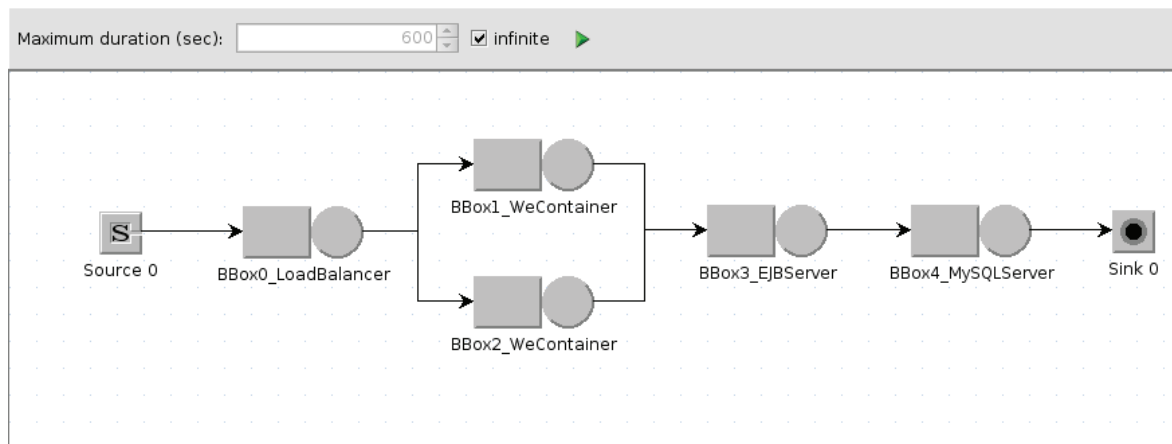 Maximum duration (sec): 600 infinite
S
Source 0
BBox0_LoadBalancer
BBox1_WeContainer
BBox2_WeContainer
BBox3_EJBServer
BBox4_MySQLServer
Sink 0